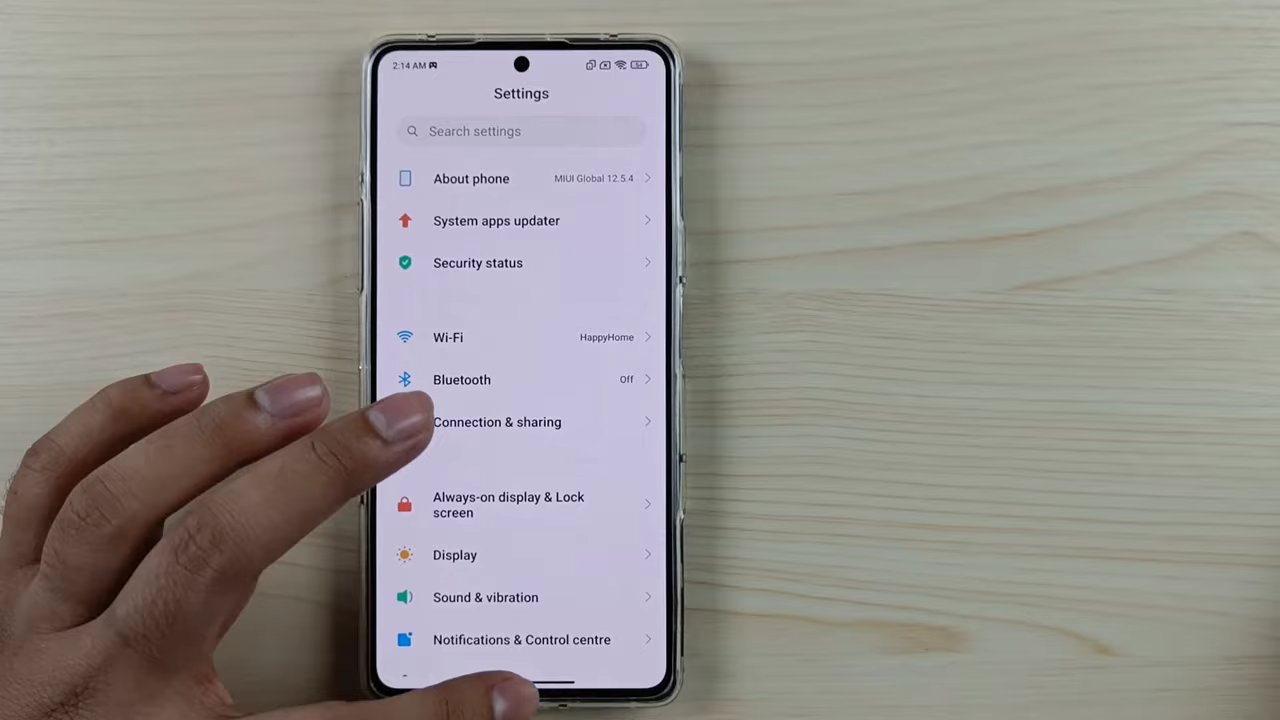 2:14 AM
54
Settings
Search settings
About phone MIUI Global 12.5.4
System apps updater
Security status
Wi-Fi HappyHome
Bluetooth Off
Connection & sharing
Always-on display & Lock
screen
Display
Sound & vibration
Notifications & Control centre